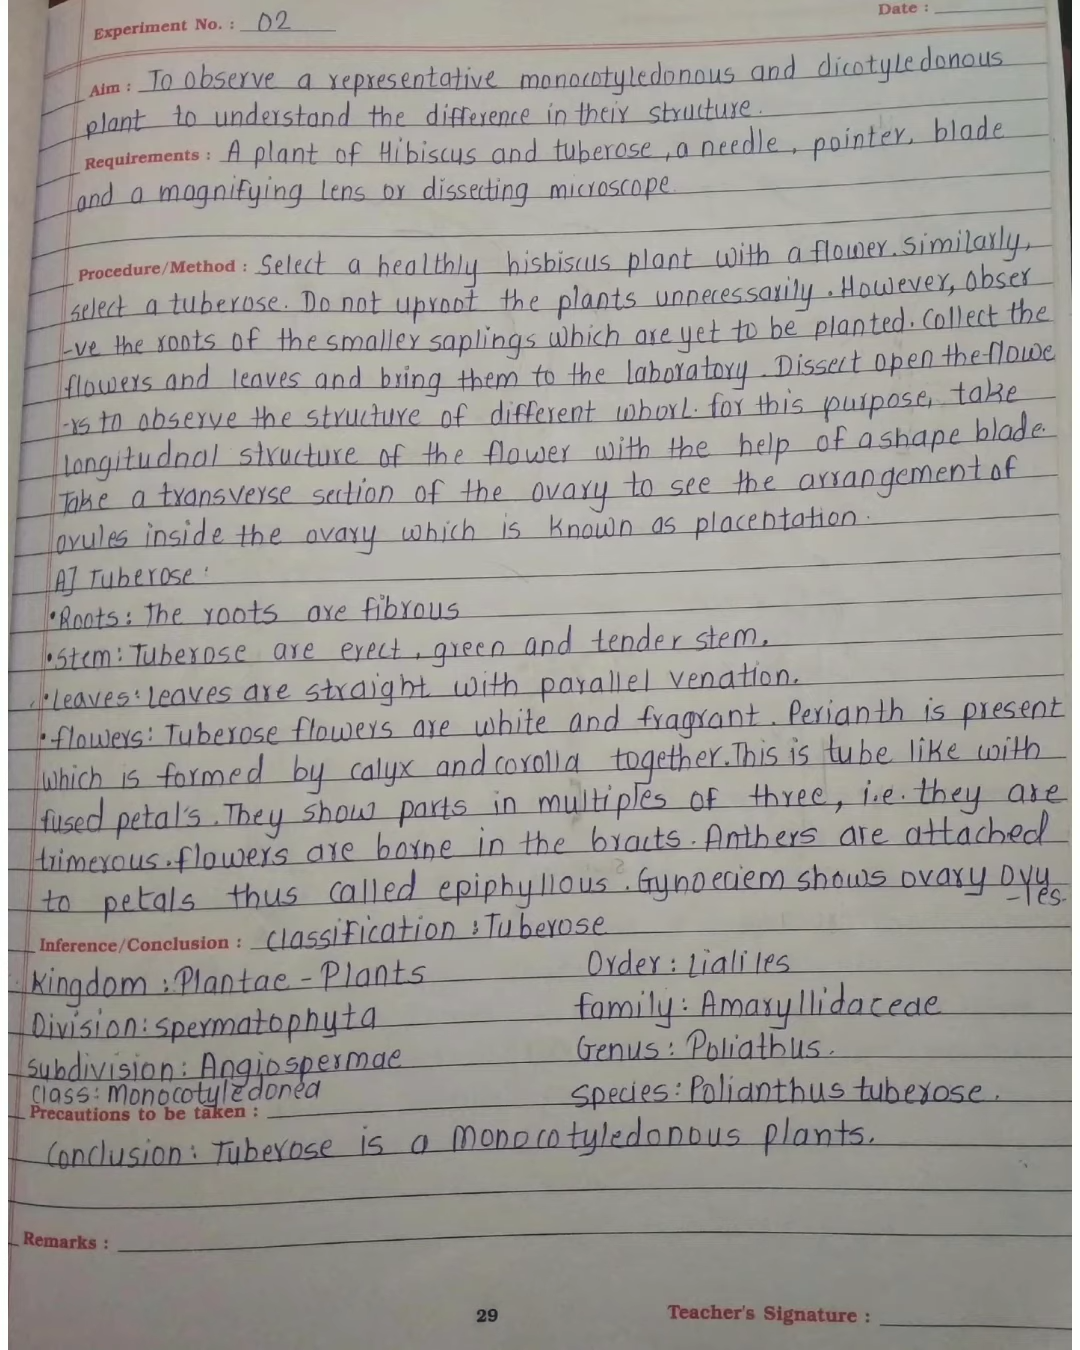 Experiment No. : 02
Date :
Aim : To observe a representative monocotyledonous and dicotyledonous
plant to understand the difference in their structure.
Requirements : A plant of Hibiscus and tuberose, a needle, pointer, blade
and a magnifying lens or dissecting microscope
Procedure/Method : Select a healthly hisbiscus plant with a flower. Similarly,
select a tuberose. Do not uproot the plants unnecessarily. However, obser
-ve the roots of the smaller saplings which are yet to be planted. Collect the
flowers and leaves and bring them to the laboratory. Dissect open the flowe
-rs to observe the structure of different whorl. for this purpose, take
longitudnal structure of the flower with the help of a shape blade.
Take a transverse section of the ovary to see the arrangement of
ovules inside the ovary which is known as placentation.
A] Tuberose:
• Roots: The roots are fibrous
• Stem: Tuberose are erect, green and tender stem.
• leaves: leaves are straight with parallel venation.
• flowers: Tuberose flowers are white and fragrant. Perianth is present
which is formed by calyx and corolla together. This is tube like with
fused petal's. They show parts in multiples of three, i.e. they are
trimerous. flowers are borne in the bracts. Anthers are attached
to petals thus called epiphyllous. Gynoeciem shows ovary ovu
-les.
Inference/Conclusion : Classification : Tuberose
Kingdom : Plantae - Plants
Division: spermatophyta
Subdivision: Angiospermae
Class: Monocotyledonea
Order: Lialiles
family: Amaryllidaceae
Genus: Poliathus.
Species: Polianthus tuberose.
Precautions to be taken :
Conclusion: Tuberose is a monocotyledonous plants.
Remarks :
29
Teacher's Signature :